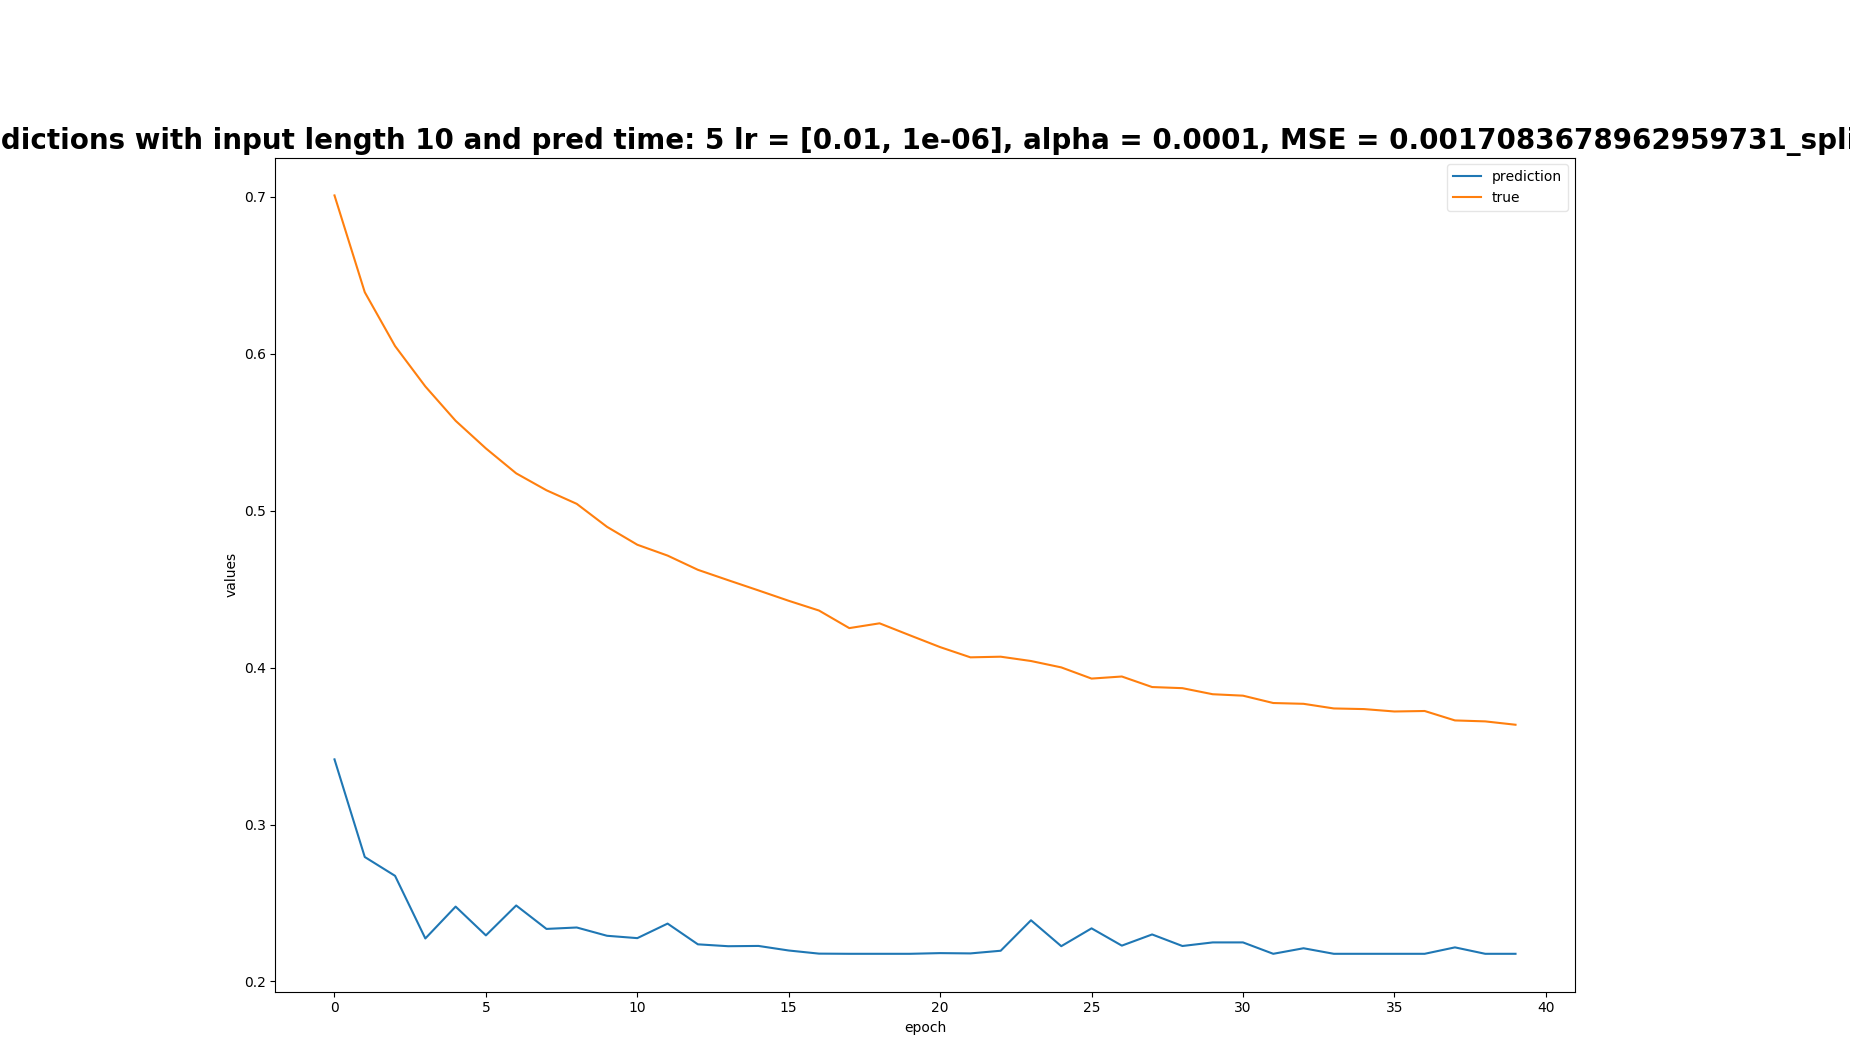 dictions with input length 10 and pred time: 5 lr = [0.01, 1e-06], alpha = 0.0001, MSE = 0.0017083678962959731_spli
prediction
true
0.7
0.6
0.5
0.4
0.3
0.2
values
0 5 10 15 20 25 30 35 40
epoch